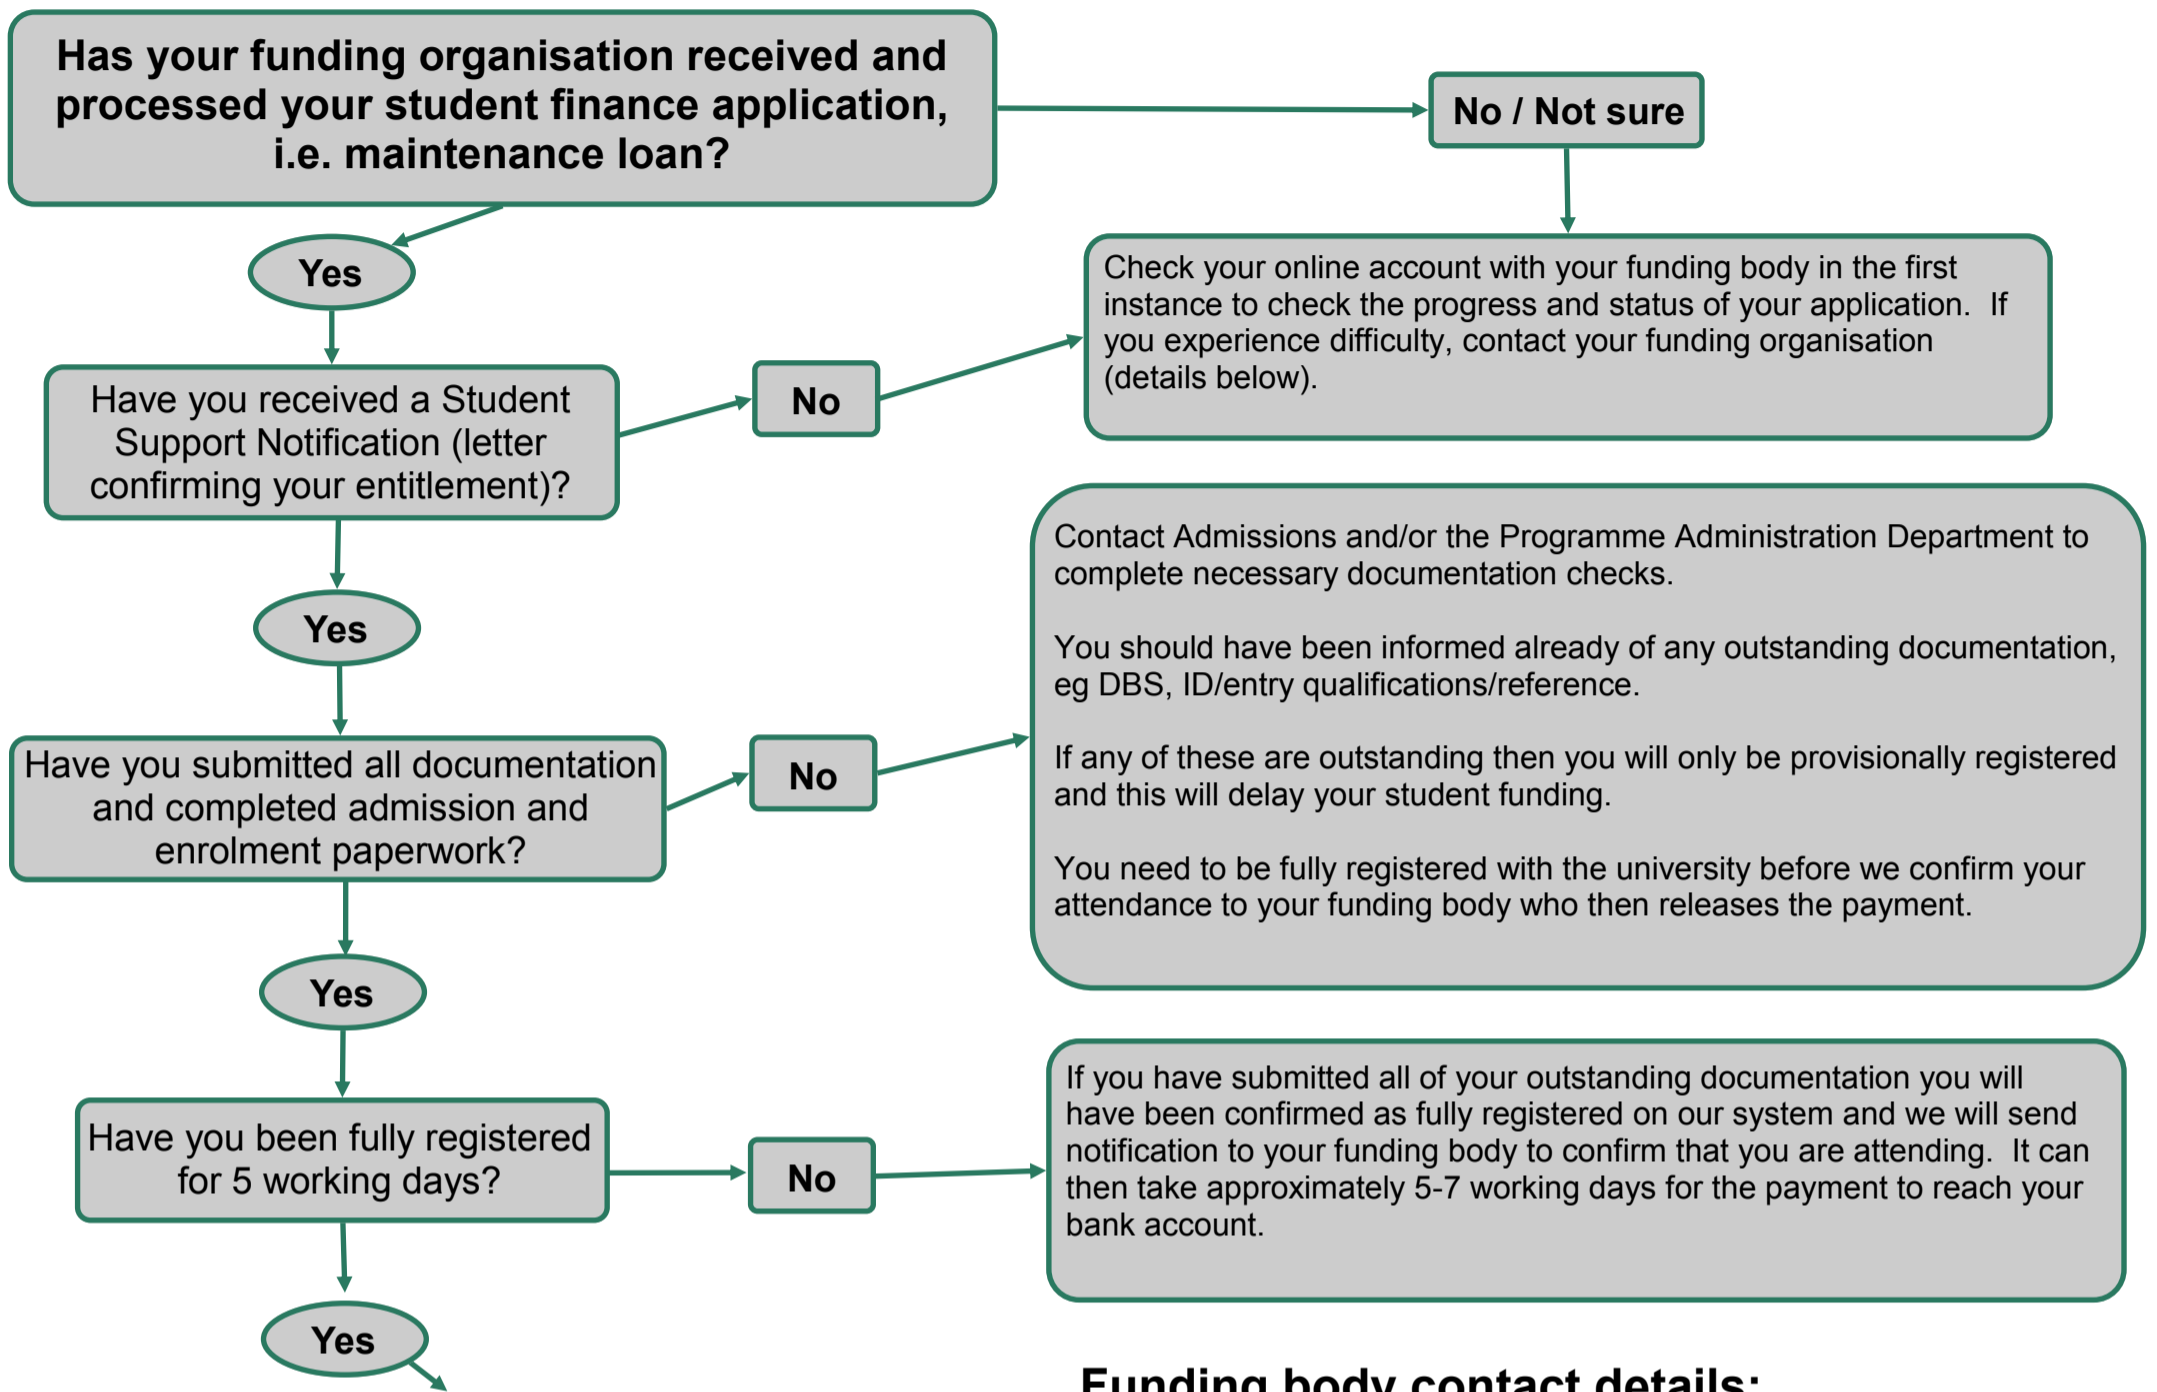 Has your funding organisation received and
processed your student finance application,
i.e. maintenance loan?
No / Not sure
Yes
Check your online account with your funding body in the first
instance to check the progress and status of your application.  If
you experience difficulty, contact your funding organisation
(details below).
Have you received a Student
Support Notification (letter
confirming your entitlement)?
No
Yes
Contact Admissions and/or the Programme Administration Department to
complete necessary documentation checks.
You should have been informed already of any outstanding documentation,
eg DBS, ID/entry qualifications/reference.
If any of these are outstanding then you will only be provisionally registered
and this will delay your student funding.
You need to be fully registered with the university before we confirm your
attendance to your funding body who then releases the payment.
Have you submitted all documentation
and completed admission and
enrolment paperwork?
No
Yes
Have you been fully registered
for 5 working days?
No
If you have submitted all of your outstanding documentation you will
have been confirmed as fully registered on our system and we will send
notification to your funding body to confirm that you are attending.  It can
then take approximately 5-7 working days for the payment to reach your
bank account.
Yes
Funding body contact details: